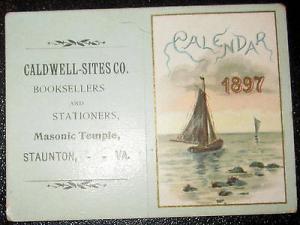 CALDWELL-SITES CO.
BOOKSELLERS
AND
STATIONERS,
Masonic Temple,
STAUNTON, - - VA.
CALENDAR
1897